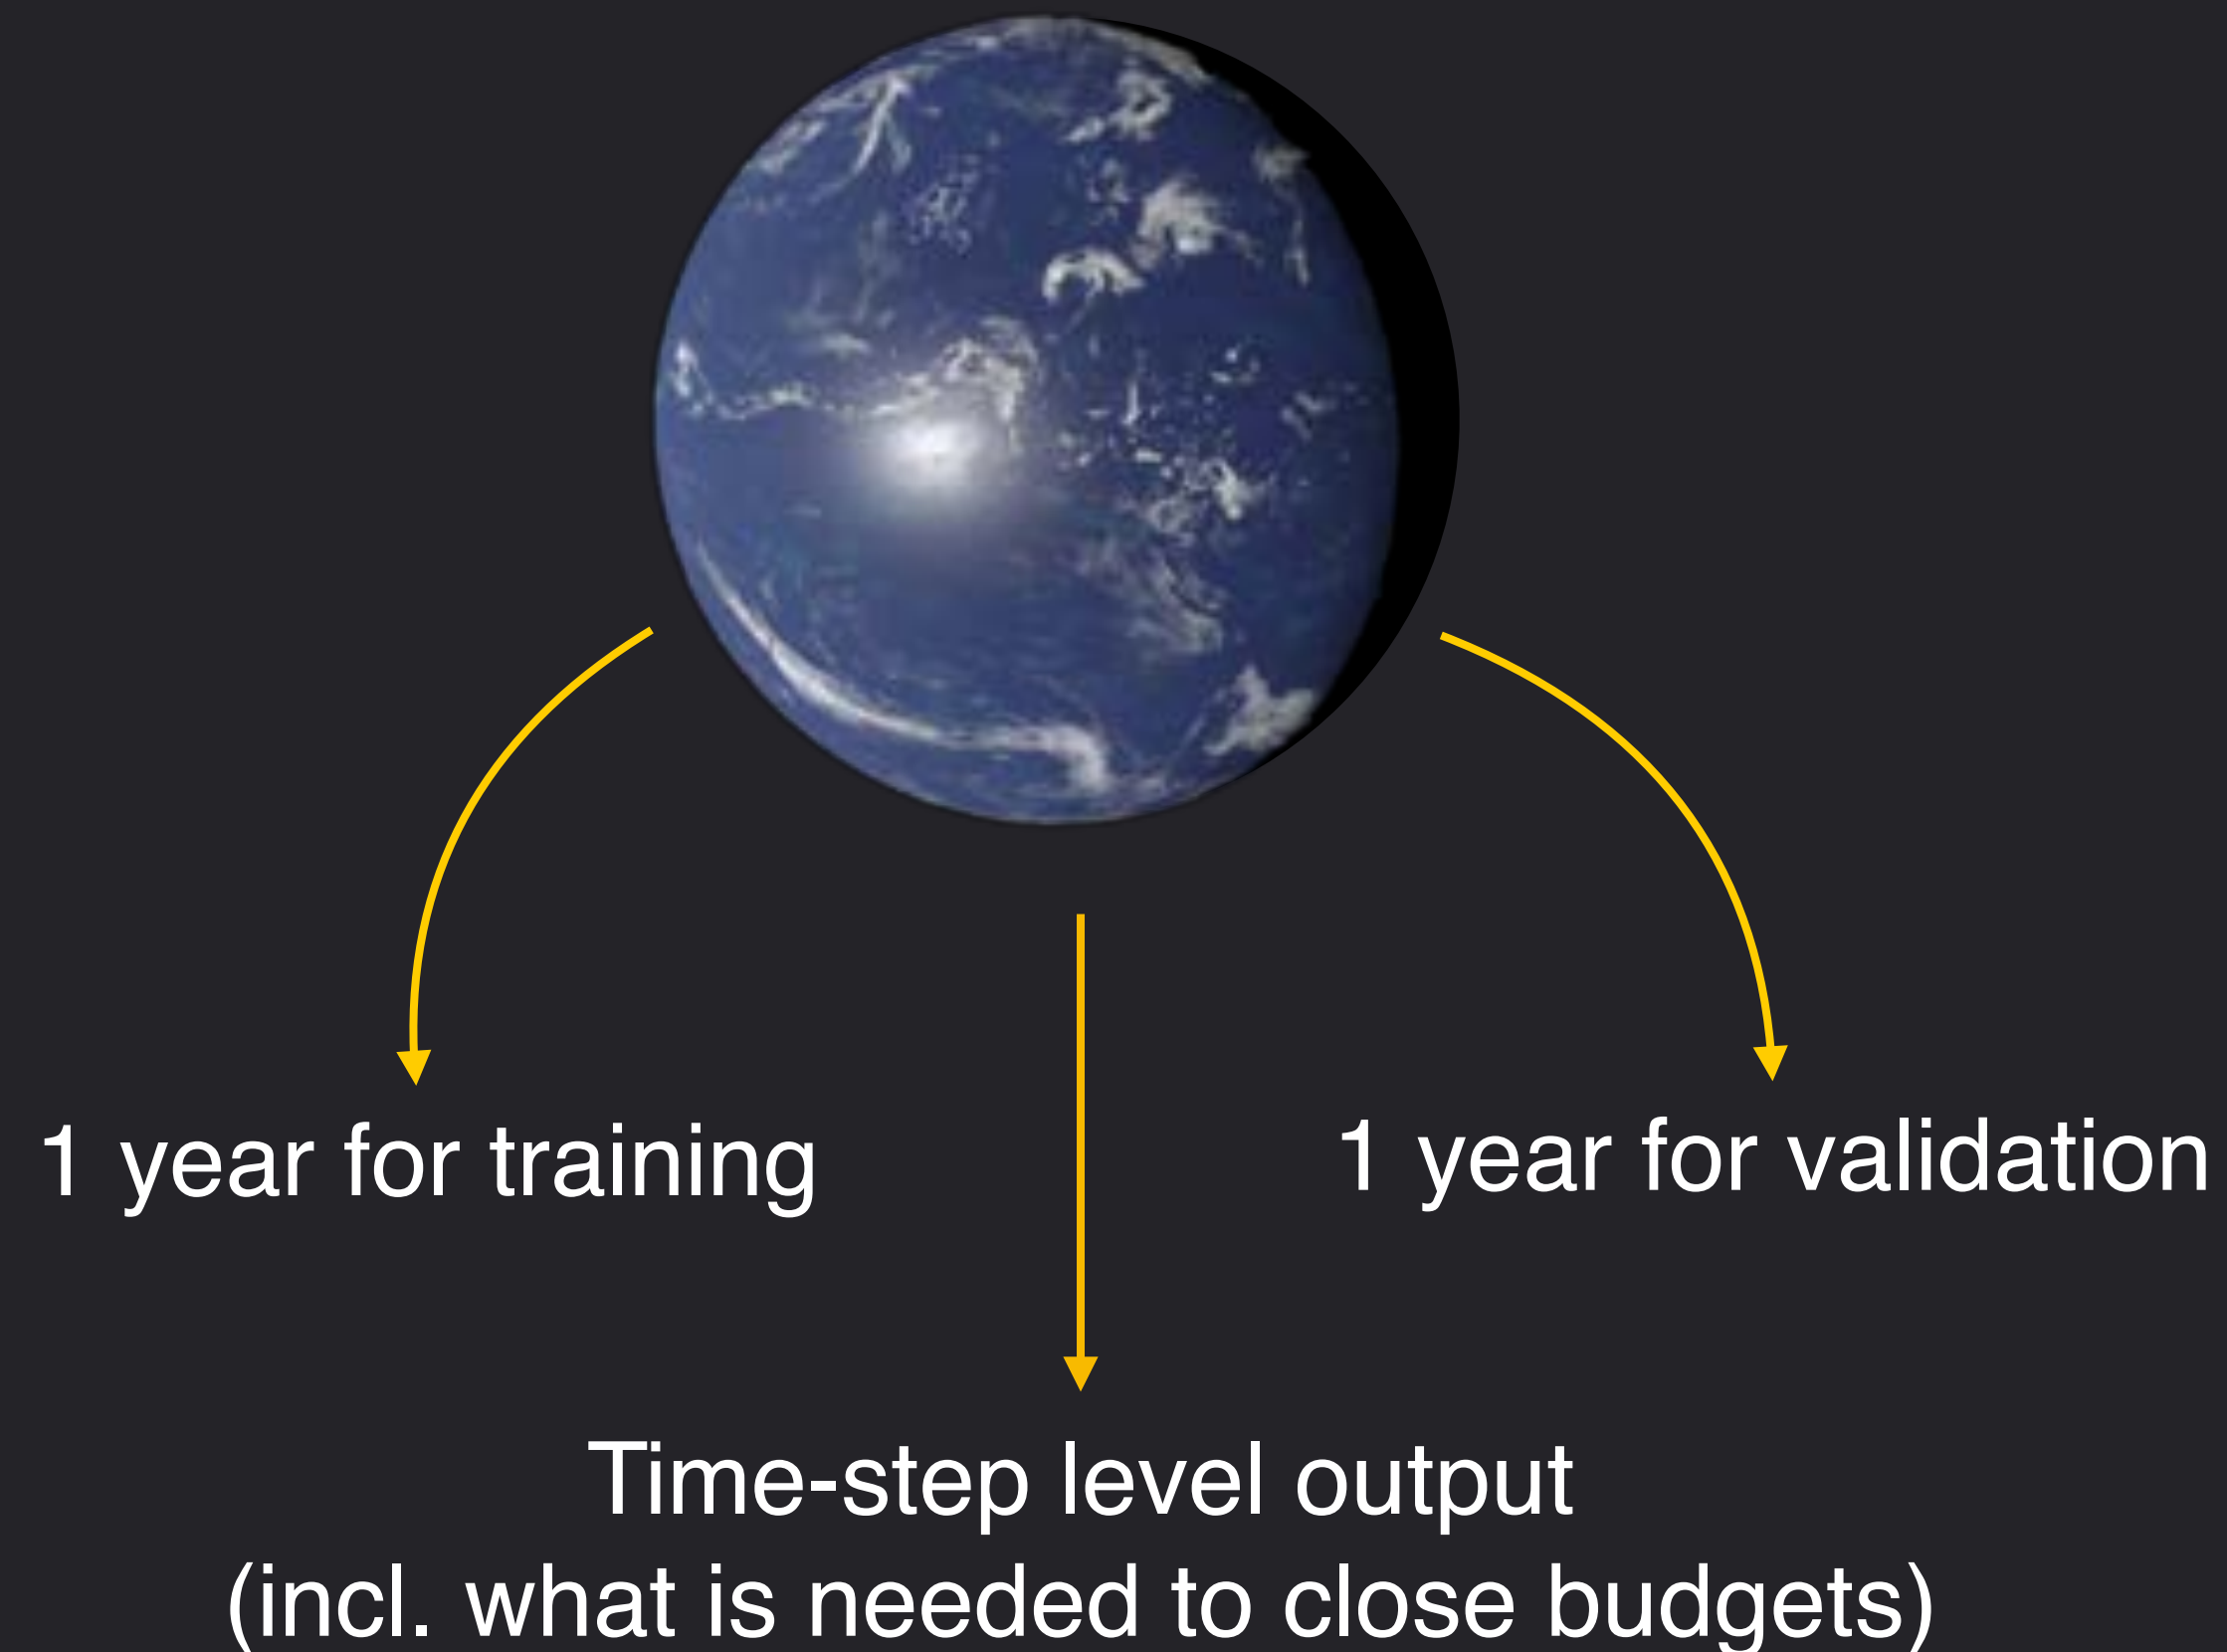 1 year for training
1 year for validation
Time-step level output
(incl. what is needed to close budgets)